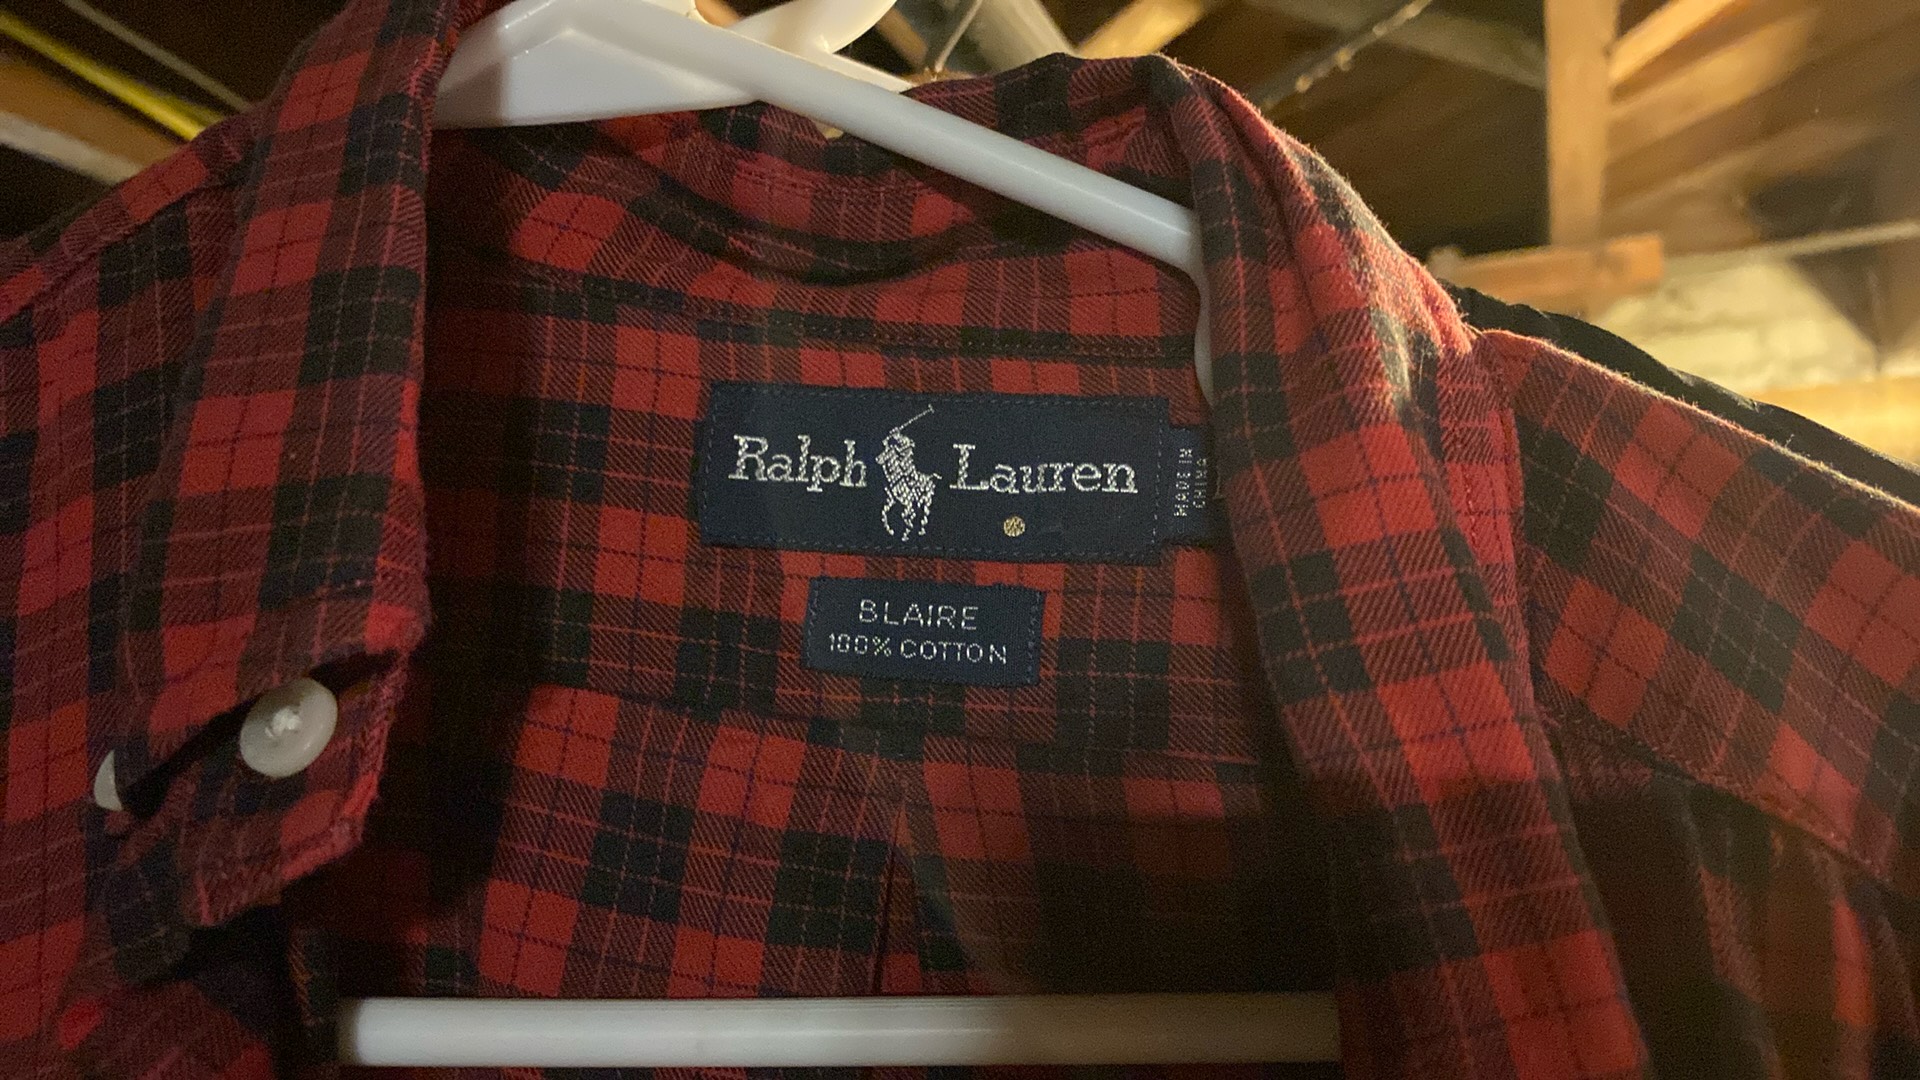 Ralph Lauren
MADE IN
CHINA
BLAIRE
100% COTTON